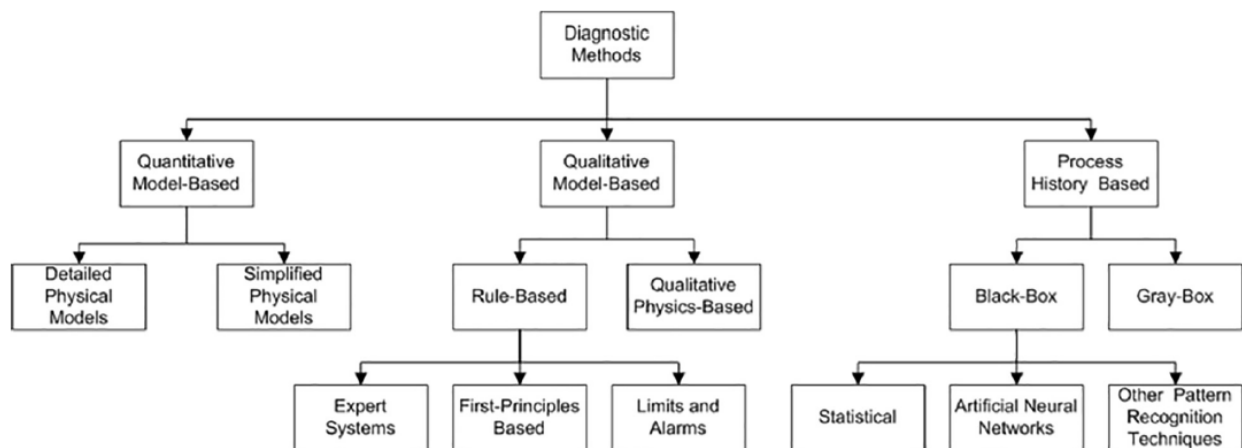 Diagnostic
Methods
Quantitative
Model-Based
Qualitative
Model-Based
Process
History Based
Detailed
Physical
Models
Simplified
Physical
Models
Rule-Based
Qualitative
Physics-Based
Black-Box
Gray-Box
Expert
Systems
First-Principles
Based
Limits and
Alarms
Statistical
Artificial Neural
Networks
Other Pattern
Recognition
Techniques